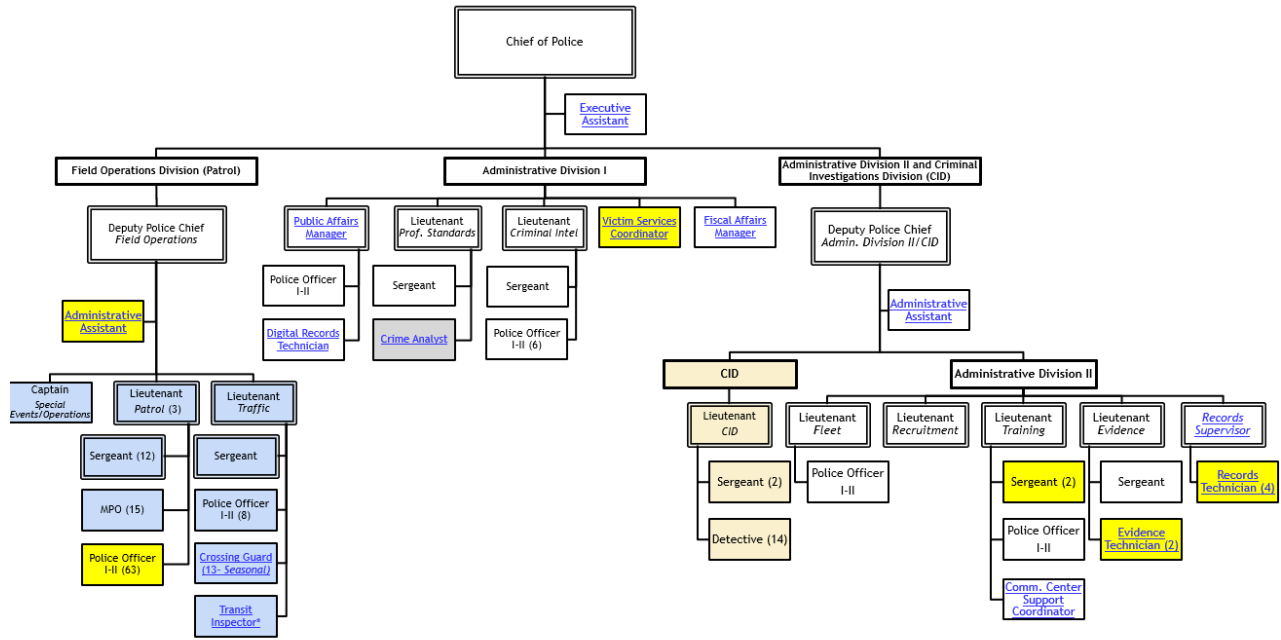 Chief of Police
Executive
Assistant
Field Operations Division (Patrol)
Administrative Division I
Administrative Division II and Criminal
Investigations Division (CID)
Deputy Police Chief
Field Operations
Public Affairs
Manager
Lieutenant
Prof. Standards
Lieutenant
Criminal Intel
Victim Services
Coordinator
Fiscal Affairs
Manager
Deputy Police Chief
Admin. Division II/CID
Police Officer
I-II
Sergeant
Sergeant
Administrative
Assistant
Administrative
Assistant
Digital Records
Technician
Crime Analyst
Police Officer
I-II (6)
CID
Administrative Division II
Captain
Special
Events/Operations
Lieutenant
Patrol (3)
Lieutenant
Traffic
Lieutenant
CID
Lieutenant
Fleet
Lieutenant
Recruitment
Lieutenant
Training
Lieutenant
Evidence
Records
Supervisor
Sergeant (12)
Sergeant
Sergeant (2)
Police Officer
I-II
Sergeant (2)
Sergeant
Records
Technician (4)
MPO (15)
Police Officer
I-II (8)
Detective (14)
Police Officer
I-II
Evidence
Technician (2)
Police Officer
I-II (63)
Crossing Guard
(13- Seasonal)
Comm. Center
Support
Coordinator
Transit
Inspector*